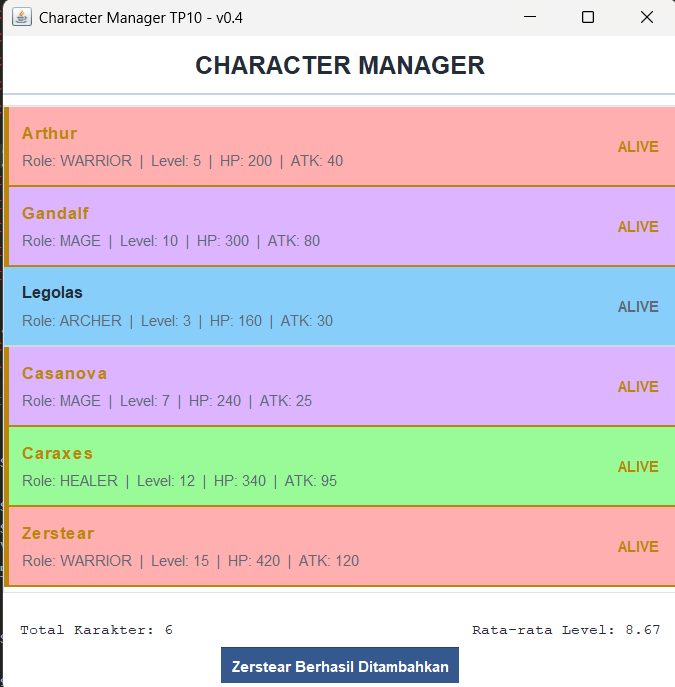 Character Manager TP10 - v0.4
CHARACTER MANAGER
Arthur
Role: WARRIOR | Level: 5 | HP: 200 | ATK: 40
ALIVE
Gandalf
Role: MAGE | Level: 10 | HP: 300 | ATK: 80
ALIVE
Legolas
Role: ARCHER | Level: 3 | HP: 160 | ATK: 30
ALIVE
Casanova
Role: MAGE | Level: 7 | HP: 240 | ATK: 25
ALIVE
Caraxes
Role: HEALER | Level: 12 | HP: 340 | ATK: 95
ALIVE
Zerstear
Role: WARRIOR | Level: 15 | HP: 420 | ATK: 120
ALIVE
Total Karakter: 6
Rata-rata Level: 8.67
Zerstear Berhasil Ditambahkan